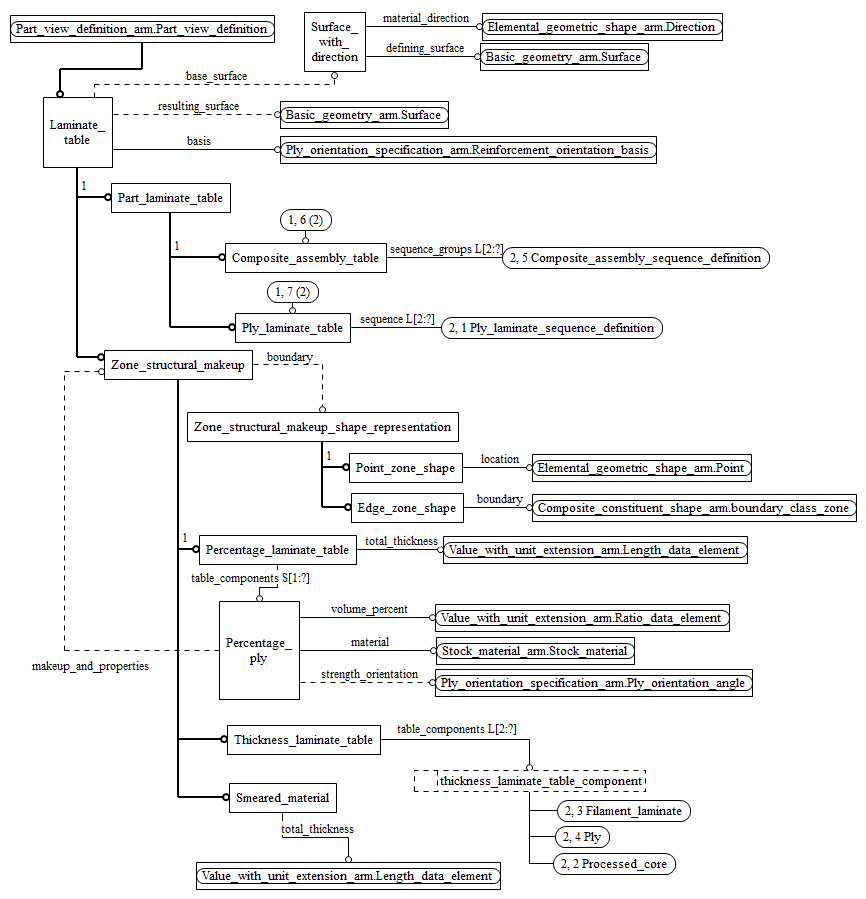 Part_view_definition_arm.Part_view_definition
Surface_
with_
direction
material_direction
Elemental_geometric_shape_arm.Direction
defining_surface
Basic_geometry_arm.Surface
base_surface
Laminate_
table
resulting_surface
Basic_geometry_arm.Surface
basis
Ply_orientation_specification_arm.Reinforcement_orientation_basis
1
Part_laminate_table
1, 6 (2)
1
Composite_assembly_table
sequence_groups L[2:?]
2, 5 Composite_assembly_sequence_definition
1, 7 (2)
Ply_laminate_table
sequence L[2:?]
2, 1 Ply_laminate_sequence_definition
Zone_structural_makeup
boundary
Zone_structural_makeup_shape_representation
1
Point_zone_shape
location
Elemental_geometric_shape_arm.Point
Edge_zone_shape
boundary
Composite_constituent_shape_arm.boundary_class_zone
1
Percentage_laminate_table
total_thickness
Value_with_unit_extension_arm.Length_data_element
table_components S[1:?]
Percentage_
ply
volume_percent
Value_with_unit_extension_arm.Ratio_data_element
material
Stock_material_arm.Stock_material
makeup_and_properties
strength_orientation
Ply_orientation_specification_arm.Ply_orientation_angle
Thickness_laminate_table
table_components L[2:?]
thickness_laminate_table_component
Smeared_material
2, 3 Filament_laminate
total_thickness
2, 4 Ply
2, 2 Processed_core
Value_with_unit_extension_arm.Length_data_element